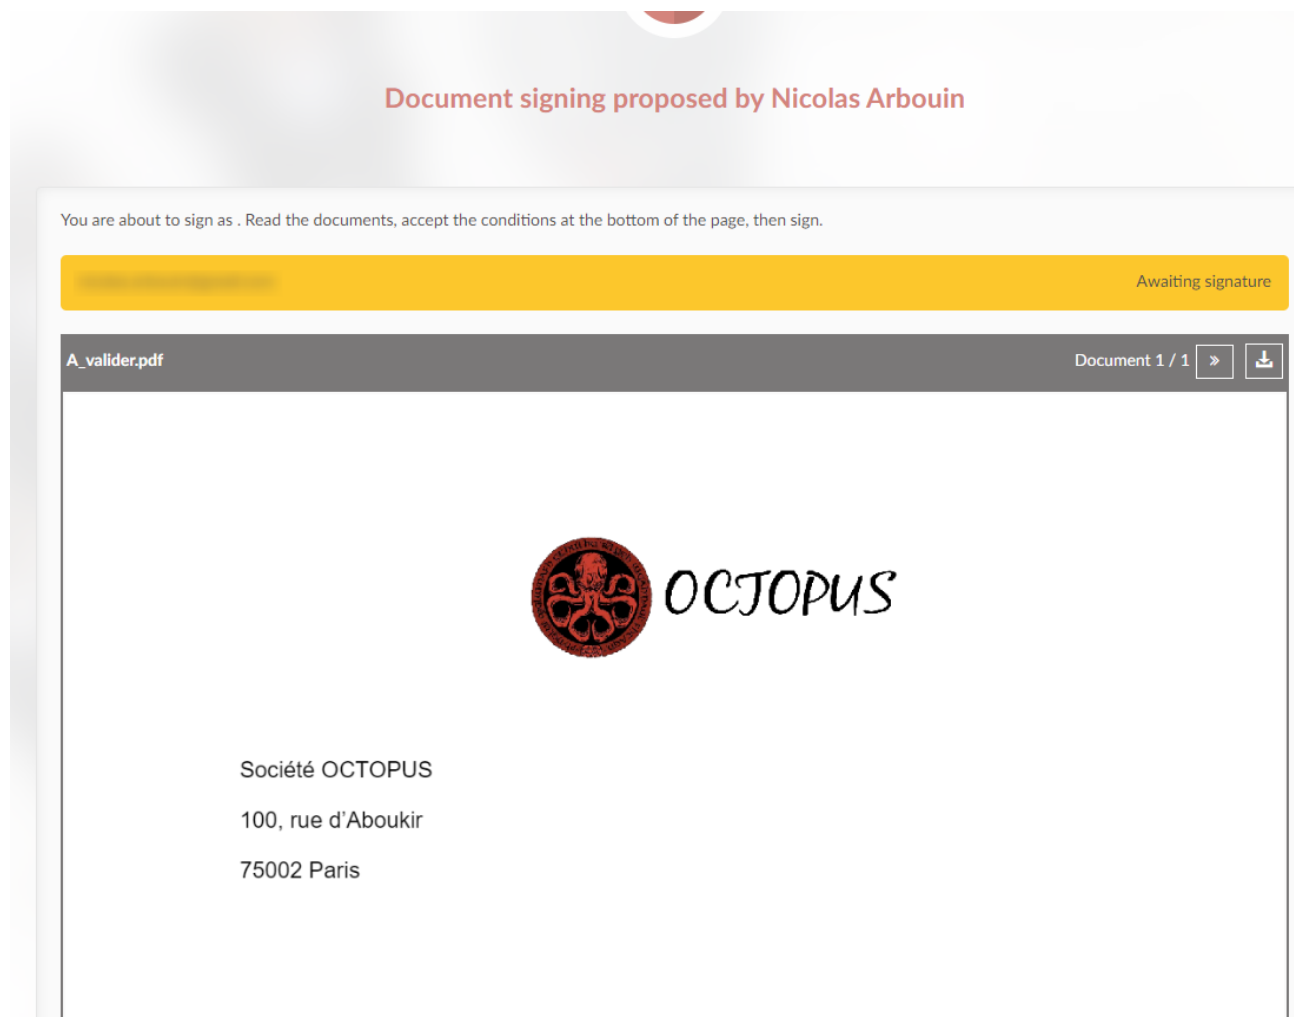 Document signing proposed by Nicolas Arbouin
You are about to sign as . Read the documents, accept the conditions at the bottom of the page, then sign.
Awaiting signature
A_valider.pdf
Document 1 / 1 »
OCTOPUS
Société OCTOPUS
100, rue d’Aboukir
75002 Paris